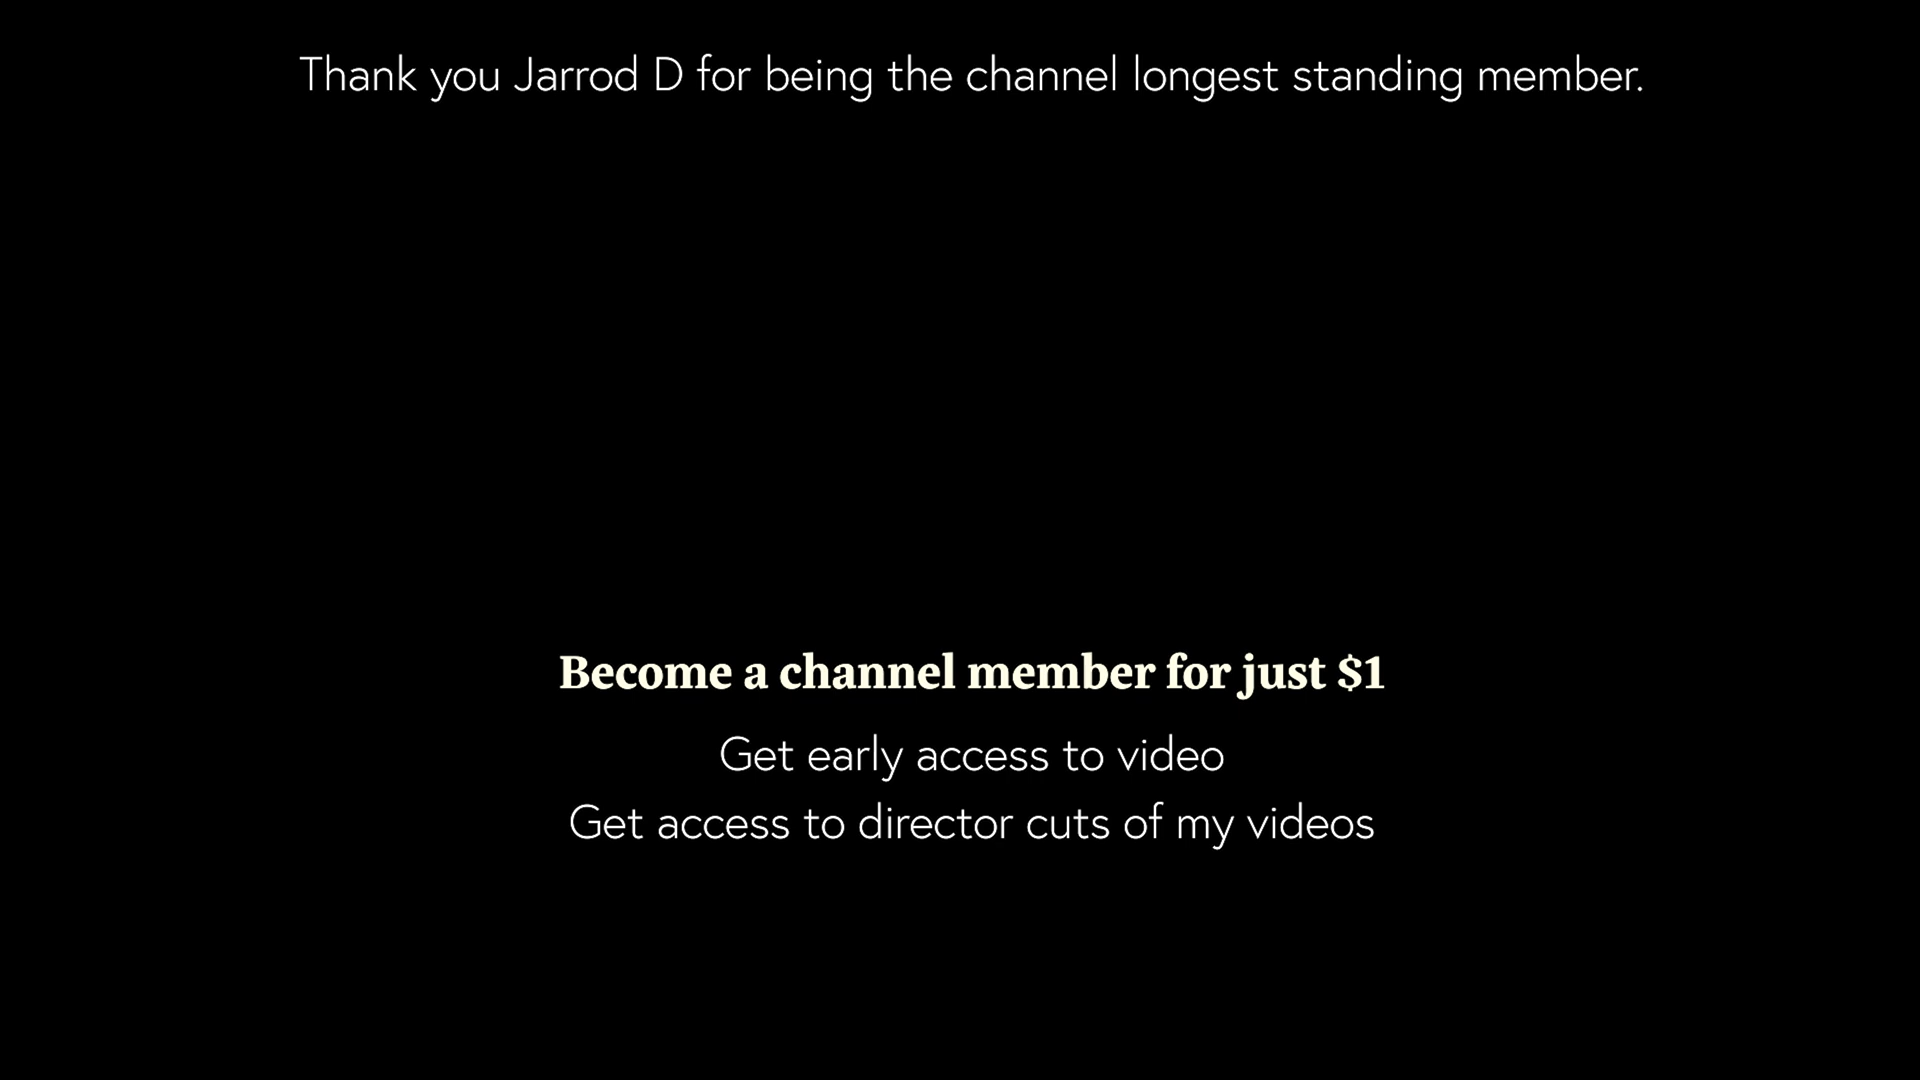 Thank you Jarrod D for being the channel longest standing member.
Become a channel member for just $1
Get early access to video
Get access to director cuts of my videos